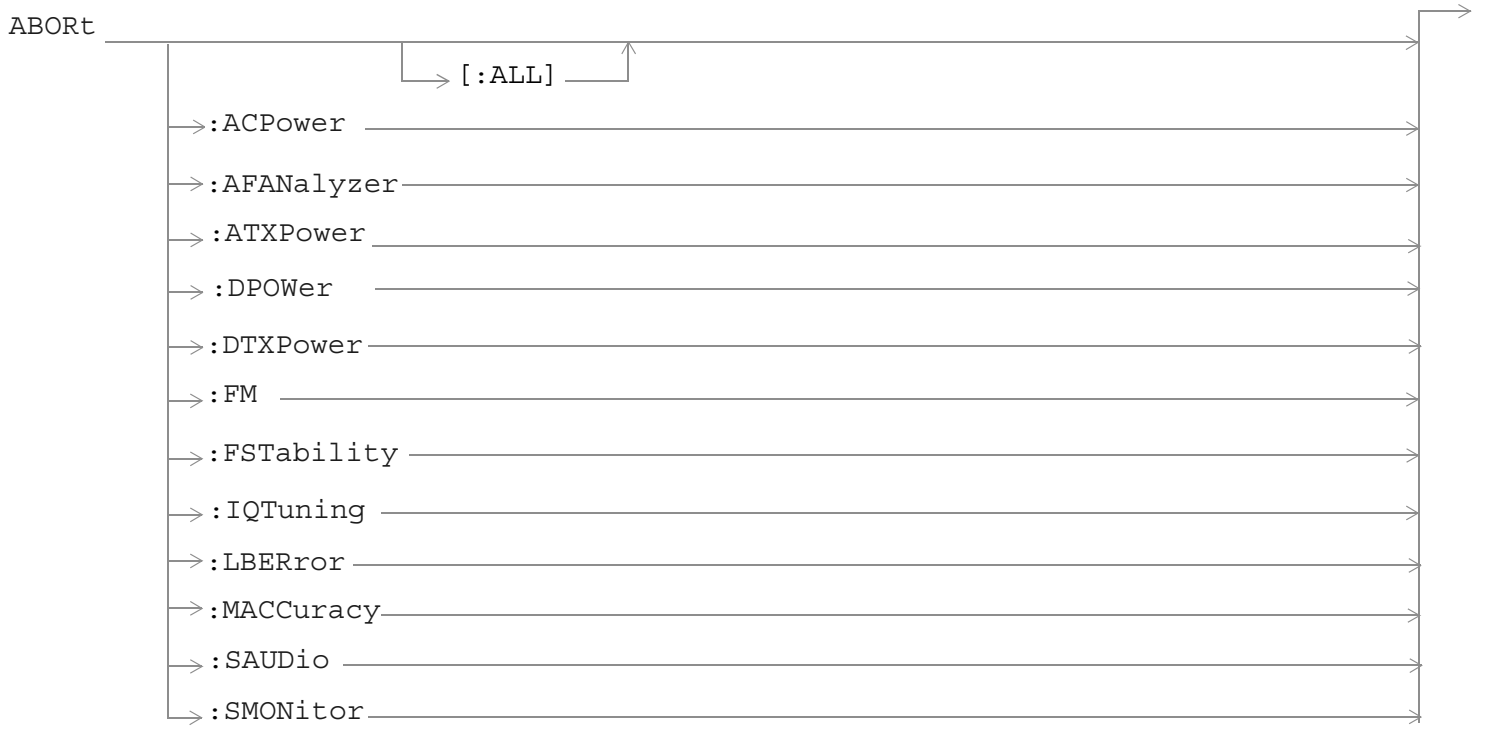 ABORt
[:ALL]
:ACPower
:AFANalyzer
:ATXPower
:DPOWer
:DTXPower
:FM
:FSTability
:IQTuning
:LBERror
:MACCuracy
:SAUDio
:SMONitor